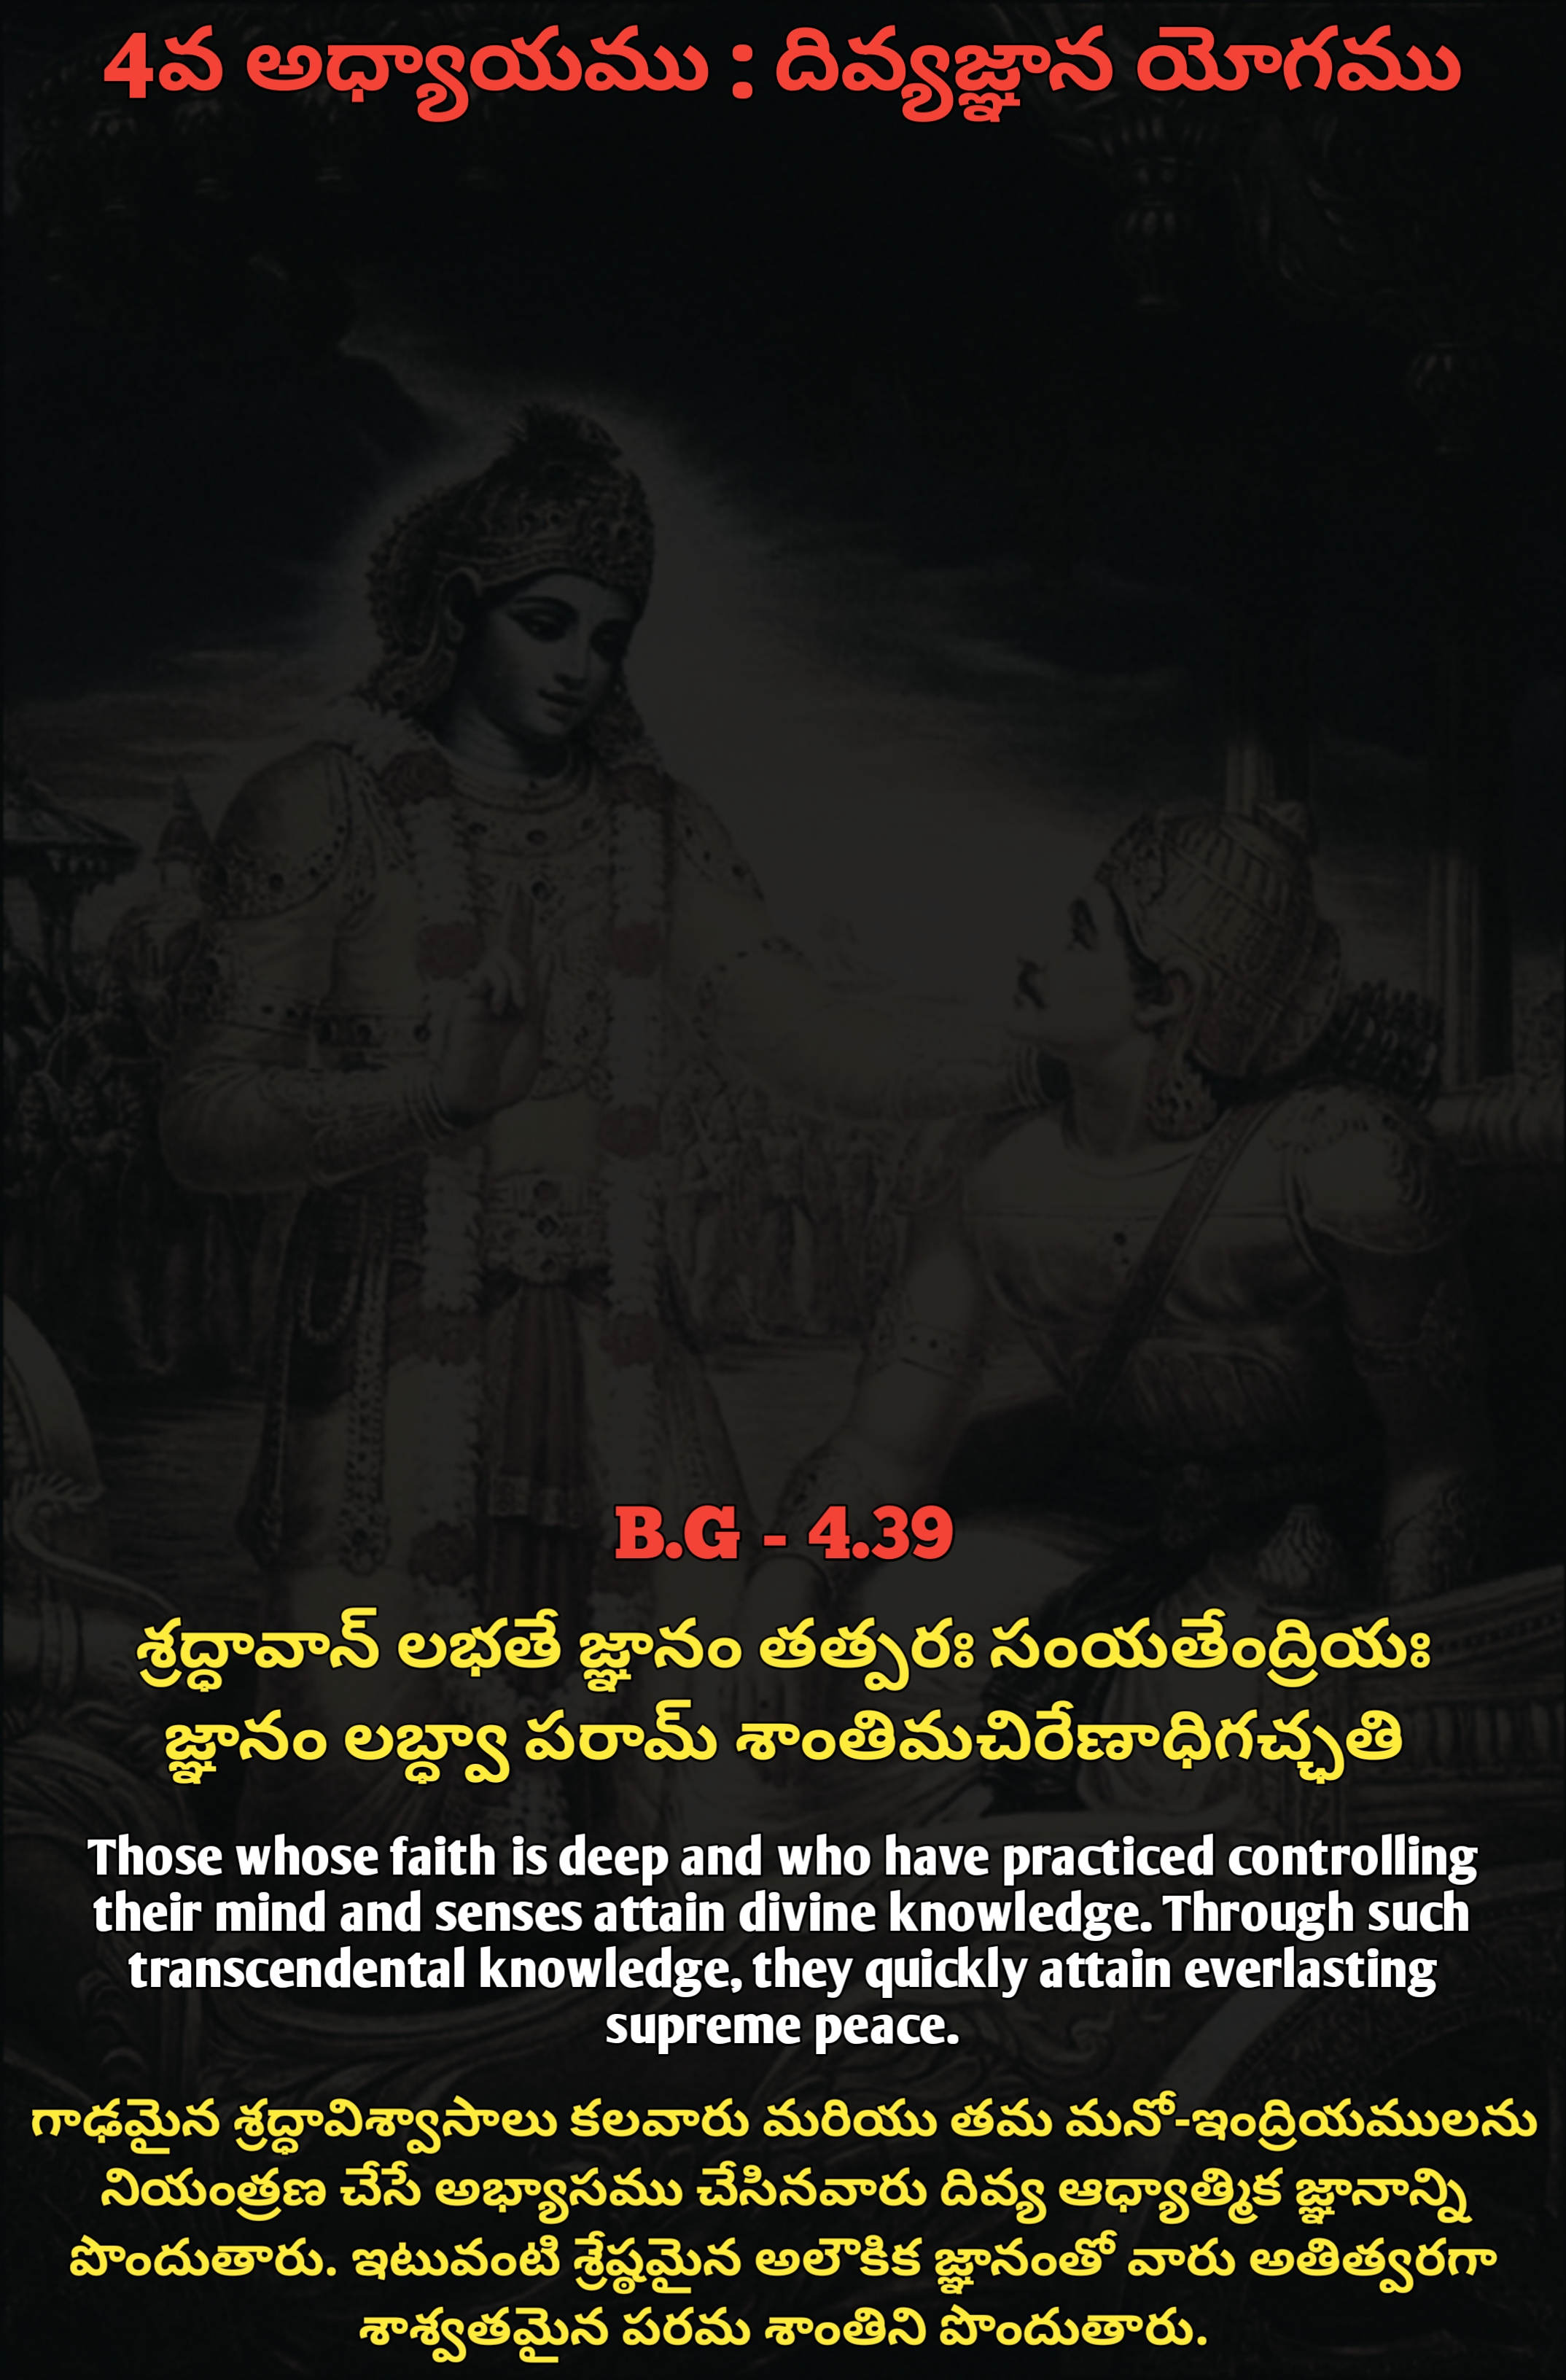 4వ అధ్యాయము : దివ్యజ్ఞాన యోగము
B.G - 4.39
శ్రద్ధావాన్ లభతే జ్ఞానం తత్పరః సంయతేంద్రియః
జ్ఞానం లబ్ధ్వా పరామ్ శాంతిమచిరేణాధిగచ్ఛతి
Those whose faith is deep and who have practiced controlling
their mind and senses attain divine knowledge. Through such
transcendental knowledge, they quickly attain everlasting
supreme peace.
గాఢమైన శ్రద్ధావిశ్వాసాలు కలవారు మరియు తమ మనో-ఇంద్రియములను
నియంత్రణ చేసే అభ్యాసము చేసినవారు దివ్య ఆధ్యాత్మిక జ్ఞానాన్ని
పొందుతారు. ఇటువంటి శ్రేష్ఠమైన అలౌకిక జ్ఞానంతో వారు అతిత్వరగా
శాశ్వతమైన పరమ శాంతిని పొందుతారు.